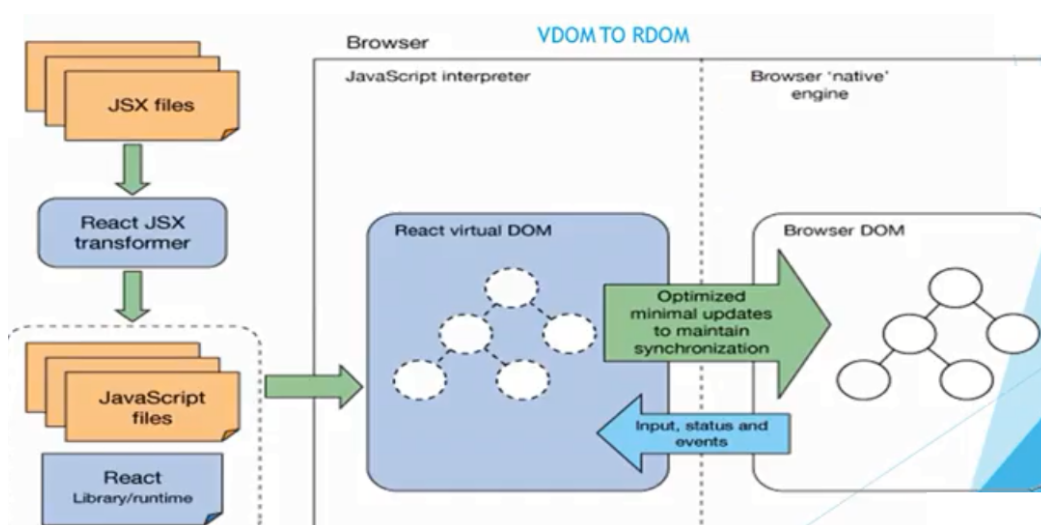 VDOM TO RDOM
Browser
JavaScript interpreter
Browser ‘native’
engine
JSX files
React JSX
transformer
JavaScript
files
React
Library/runtime
React virtual DOM
Optimized
minimal updates
to maintain
synchronization
Input, status and
events
Browser DOM